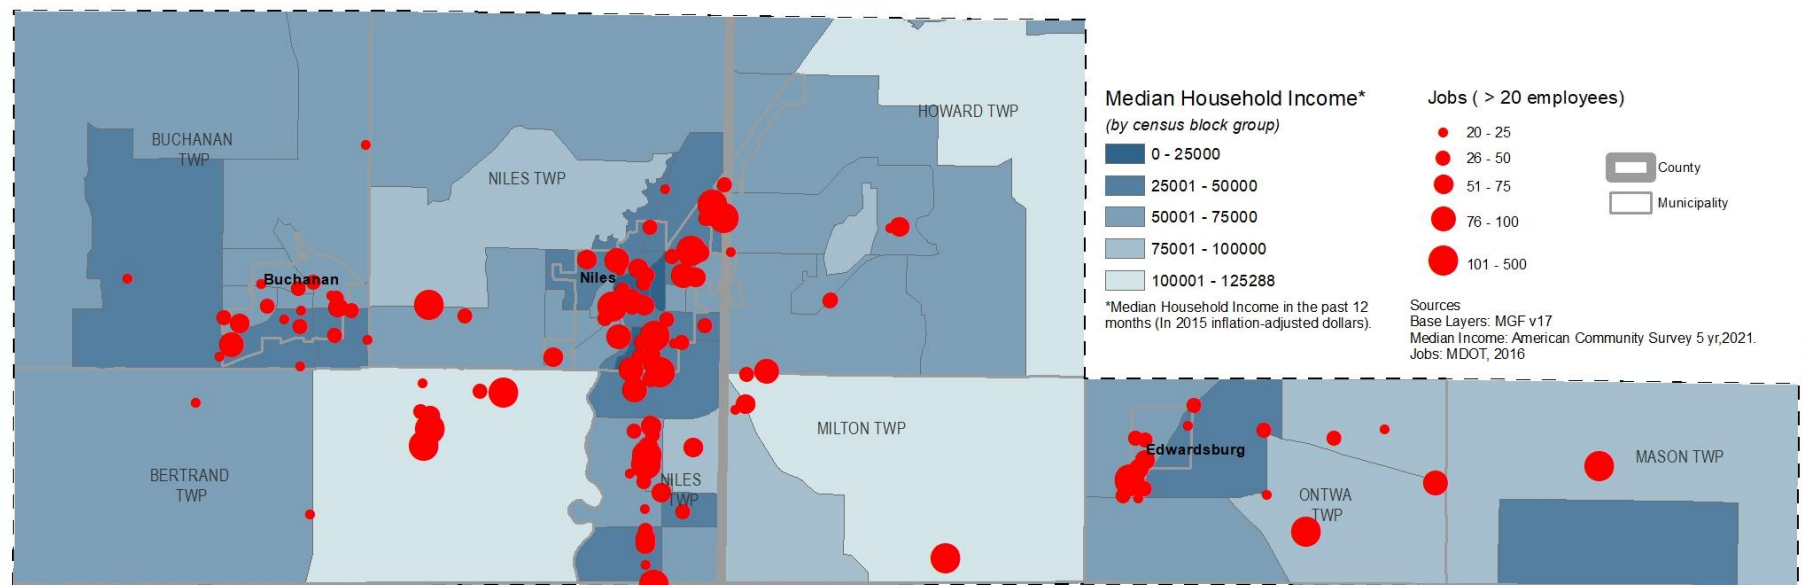 BUCHANAN
TWP
NILES TWP
HOWARD TWP
Buchanan
Niles
BERTRAND
TWP
NILES
TWP
MILTON TWP
Edwardsburg
ONTWA
TWP
MASON TWP
Median Household Income*
(by census block group)
0 - 25000
25001 - 50000
50001 - 75000
75001 - 100000
100001 - 125288
*Median Household Income in the past 12
months (In 2015 inflation-adjusted dollars).
Jobs ( > 20 employees)
20 - 25
26 - 50
51 - 75
76 - 100
101 - 500
County
Municipality
Sources
Base Layers: MGF v17
Median Income: American Community Survey 5 yr,2021.
Jobs: MDOT, 2016